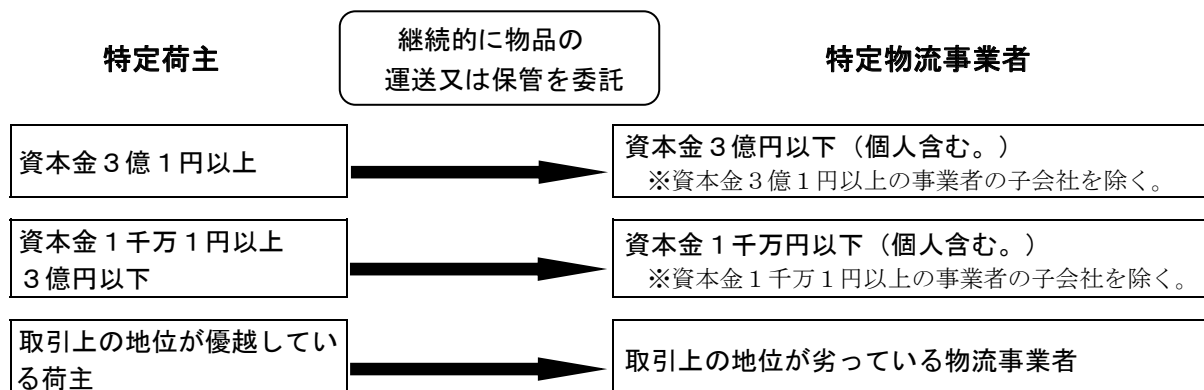 特定荷主
継続的に物品の
運送又は保管を委託
特定物流事業者
資本金３億１円以上
資本金３億円以下（個人含む。）
※資本金３億１円以上の事業者の子会社を除く。
資本金１千万１円以上
３億円以下
資本金１千万円以下（個人含む。）
※資本金１千万１円以上の事業者の子会社を除く。
取引上の地位が優越してい
る荷主
取引上の地位が劣っている物流事業者